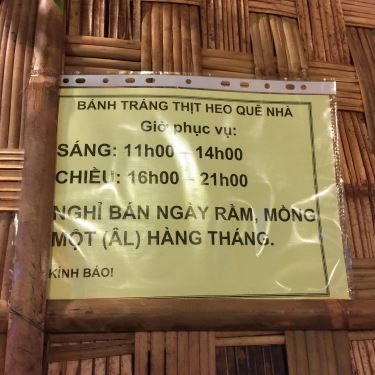 BÁNH TRÁNG THỊT HEO QUÊ NHÀ
Giờ phục vụ:
SÁNG: 11h00 – 14h00
CHIỀU: 16h00 – 21h00
NGHỈ BÁN NGÀY RẰM, MỒNG
MỘT (ÂL) HÀNG THÁNG.
KÍNH BÁO!